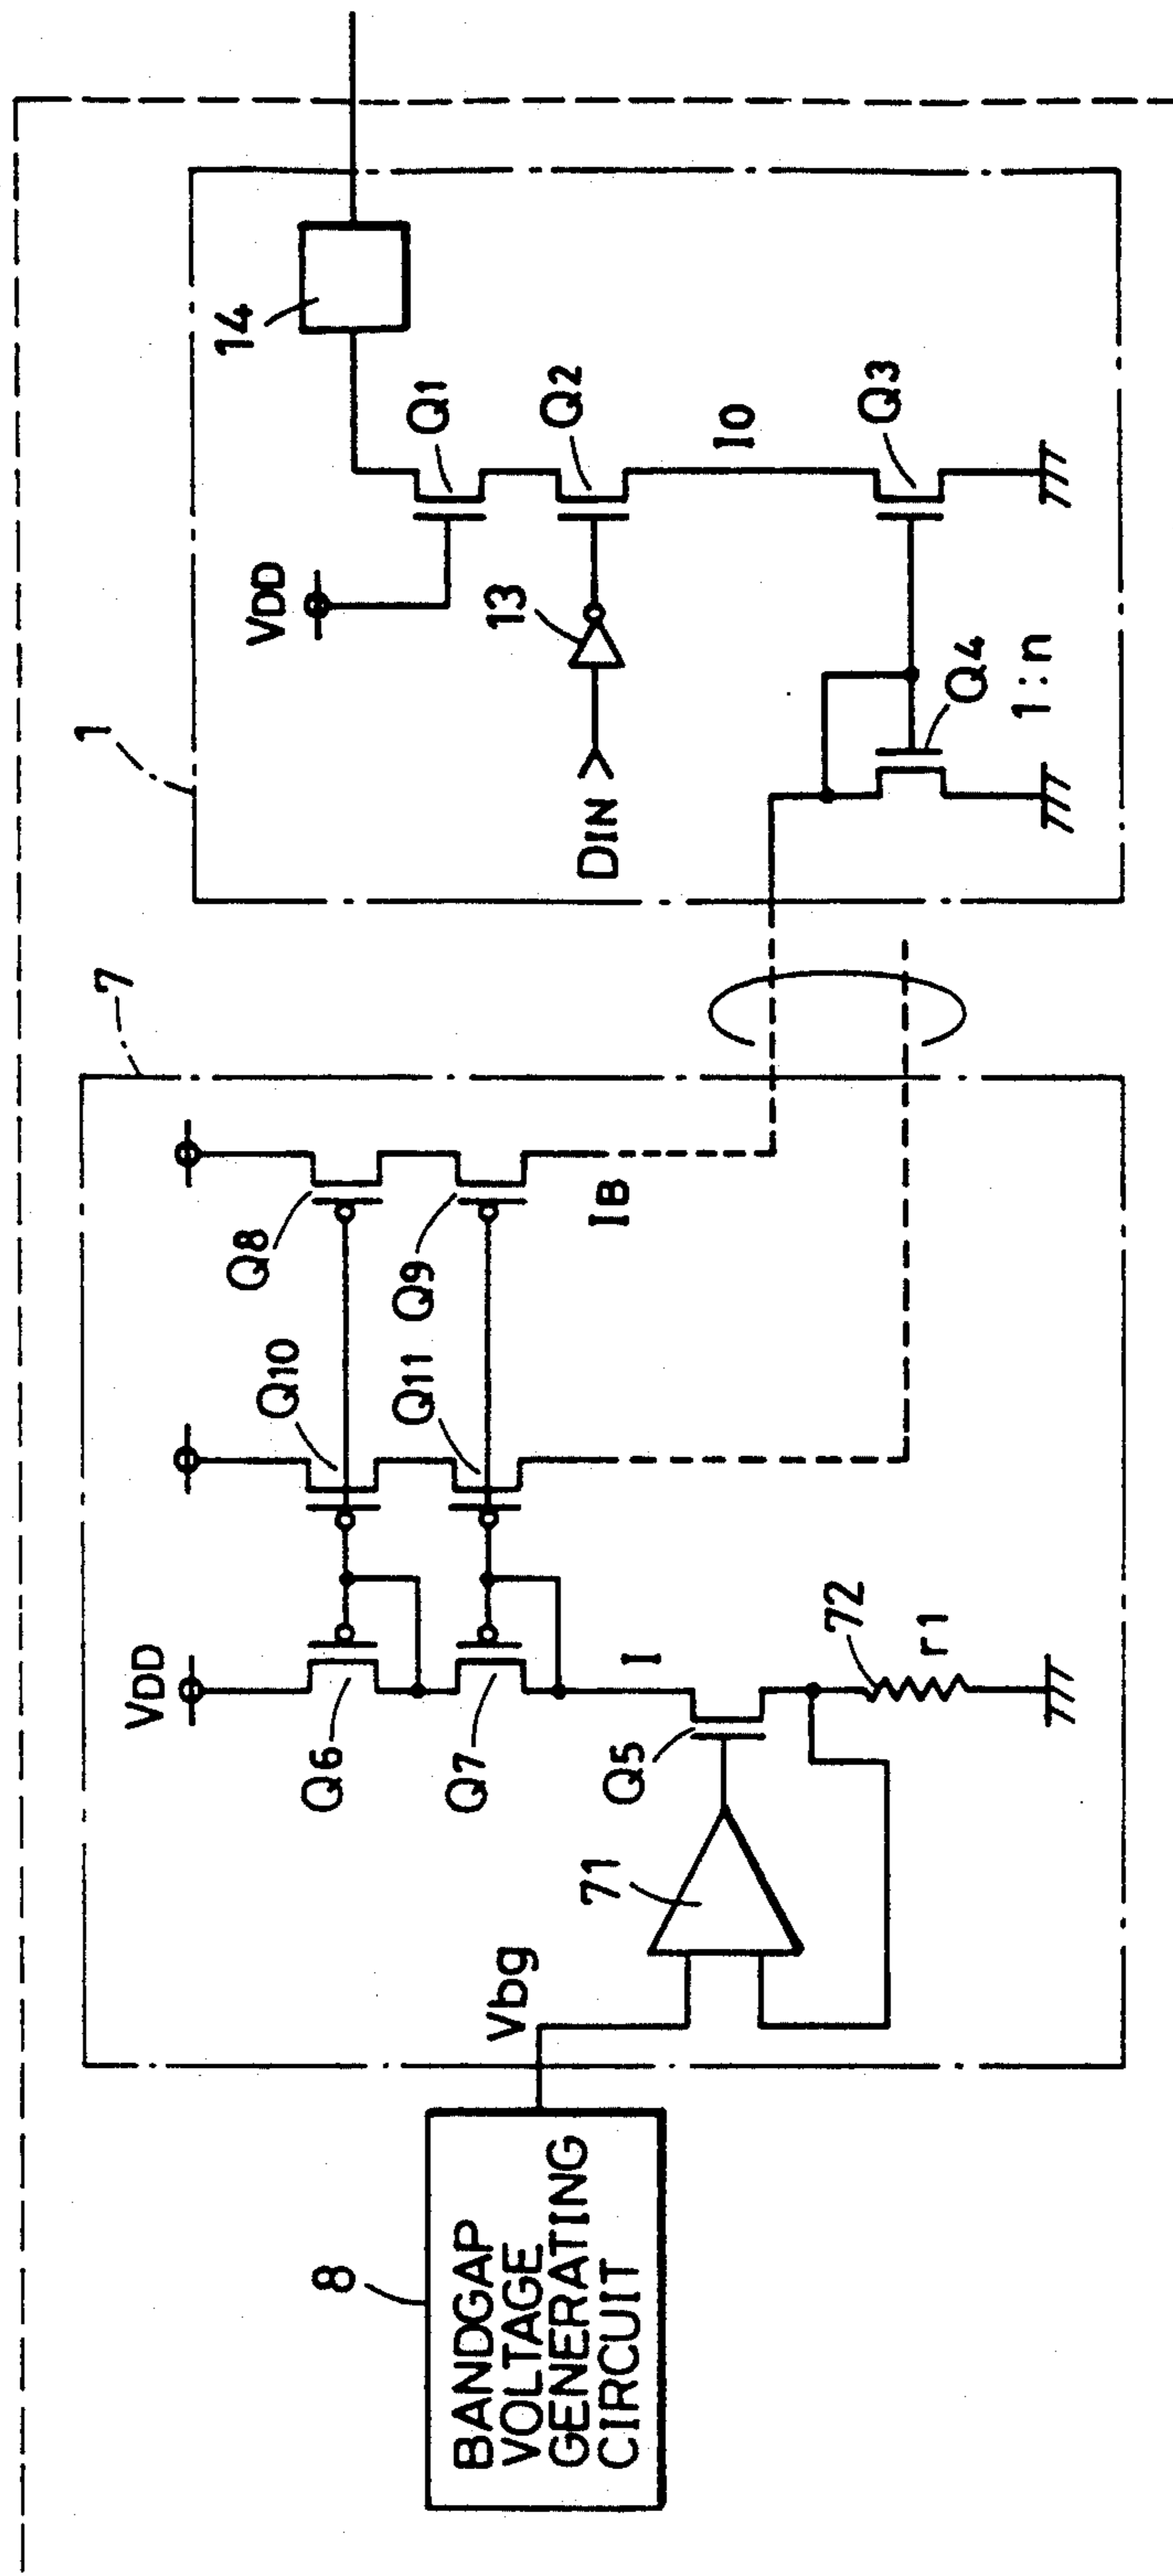 8
BANDGAP
VOLTAGE
GENERATING
CIRCUIT
7
Vbg
71
VDD
Q6
Q7
I
Q5
72
r1
Q10
Q11
Q8
Q9
IB
1
VDD
14
Q1
13
Q2
DIN
IO
Q4
Q3
1:n